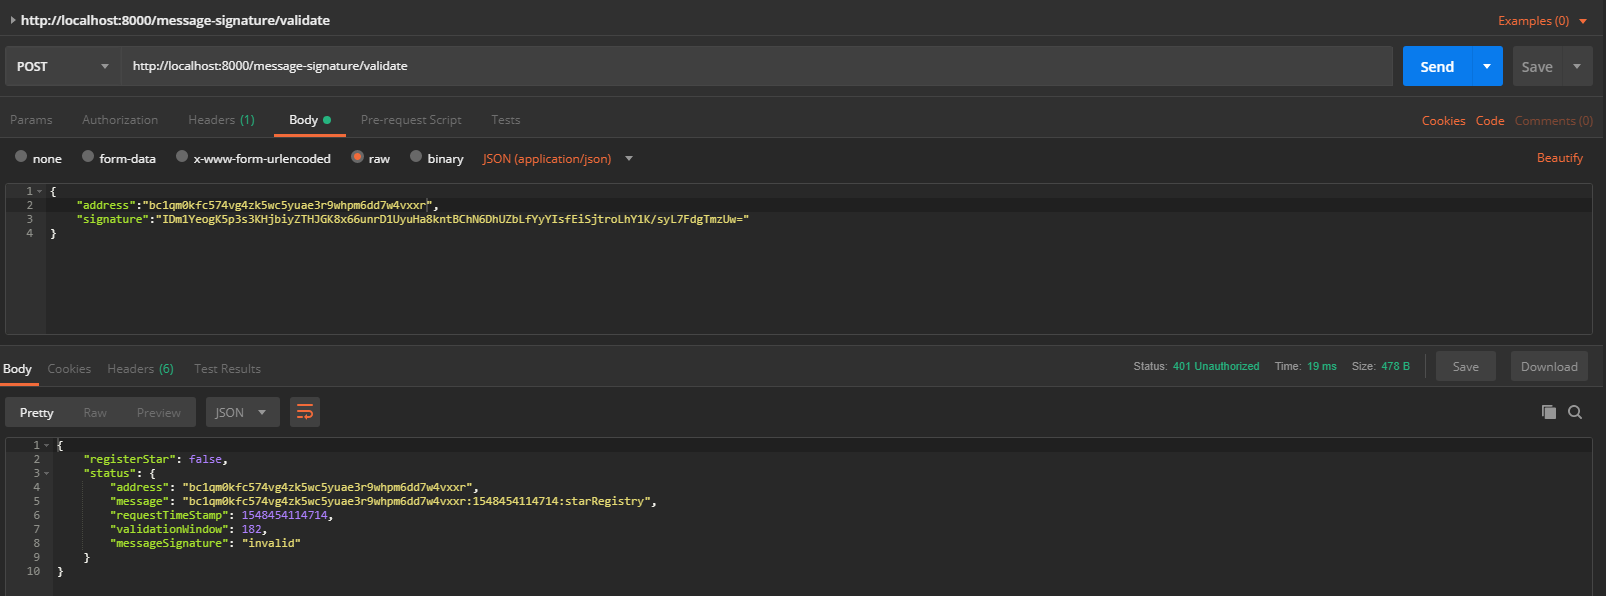 http://localhost:8000/message-signature/validate
Examples (0)
POST
http://localhost:8000/message-signature/validate
Send
Save
Params Authorization Headers (1) Body Pre-request Script Tests
Cookies Code Comments (0)
none form-data x-www-form-urlencoded raw binary JSON (application/json)
Beautify
1 {
2 "address":"bc1qm0kfc574vg4zk5wc5yuae3r9whpm6dd7w4vxxr",
3 "signature":"IDm1YeogK5p3s3KHjbiyZTHJGK8x66unrD1UyuHa8kntBChN6DhUZbLfYyYIsfEiSjtroLhY1K/syL7FdgTmzUw="
4 }
Body Cookies Headers (6) Test Results
Status: 401 Unauthorized Time: 19 ms Size: 478 B
Save
Download
Pretty Raw Preview JSON
1 {
2 "registerStar": false,
3 "status": {
4 "address": "bc1qm0kfc574vg4zk5wc5yuae3r9whpm6dd7w4vxxr",
5 "message": "bc1qm0kfc574vg4zk5wc5yuae3r9whpm6dd7w4vxxr:1548454114714:starRegistry",
6 "requestTimeStamp": 1548454114714,
7 "validationWindow": 182,
8 "messageSignature": "invalid"
9 }
10 }